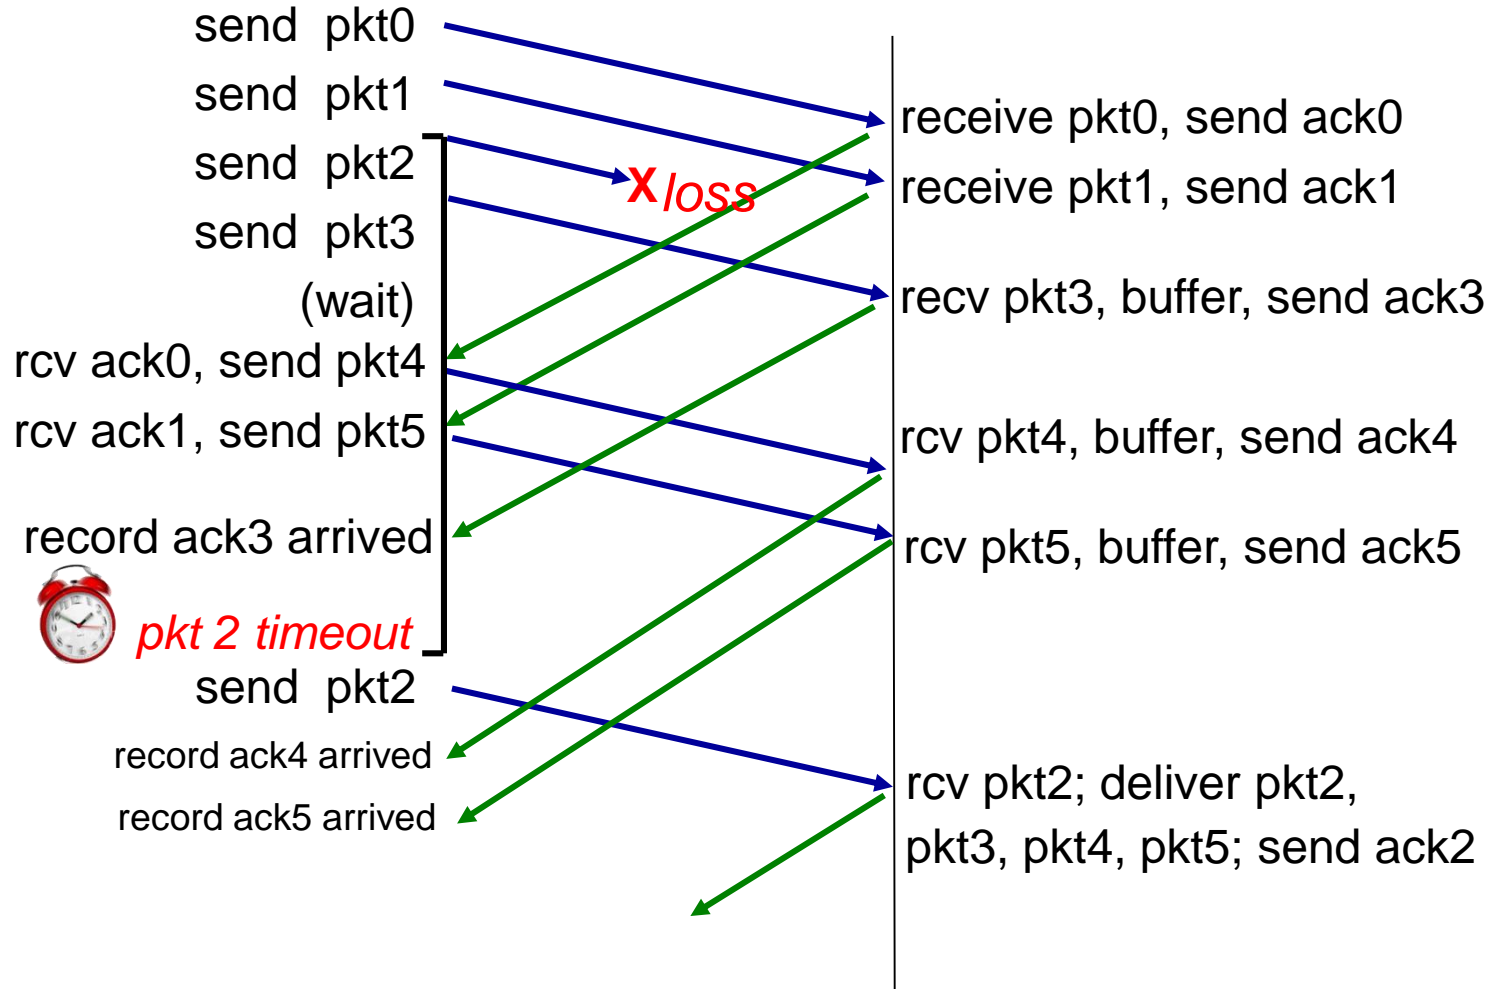 send pkt0
send pkt1
send pkt2
send pkt3
(wait)
rcv ack0, send pkt4
rcv ack1, send pkt5
record ack3 arrived
pkt 2 timeout
send pkt2
record ack4 arrived
record ack5 arrived
X loss
receive pkt0, send ack0
receive pkt1, send ack1
recv pkt3, buffer, send ack3
rcv pkt4, buffer, send ack4
rcv pkt5, buffer, send ack5
rcv pkt2; deliver pkt2,
pkt3, pkt4, pkt5; send ack2